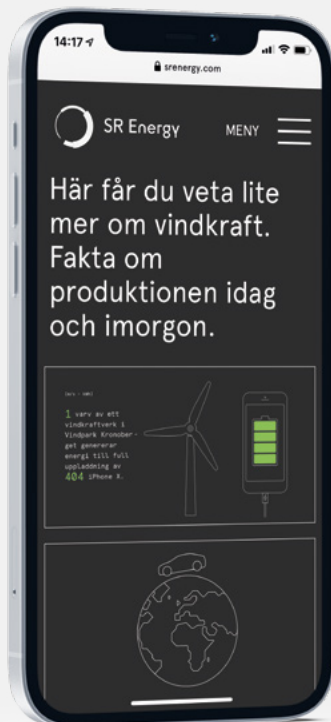 14:17
srenergy.com
SR Energy
MENY
Här får du veta lite
mer om vindkraft.
Fakta om
produktionen idag
och imorgon.
1 varv av ett
vindkraftverk i
Vindpark Kronober-
get genererar
energi till full
uppladdning av
404 iPhone X.